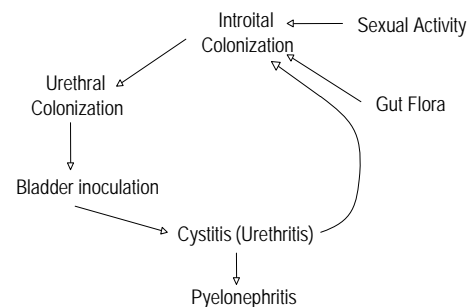 Introital
Colonization
Sexual Activity
Urethral
Colonization
Gut Flora
Bladder inoculation
Cystitis (Urethritis)
Pyelonephritis